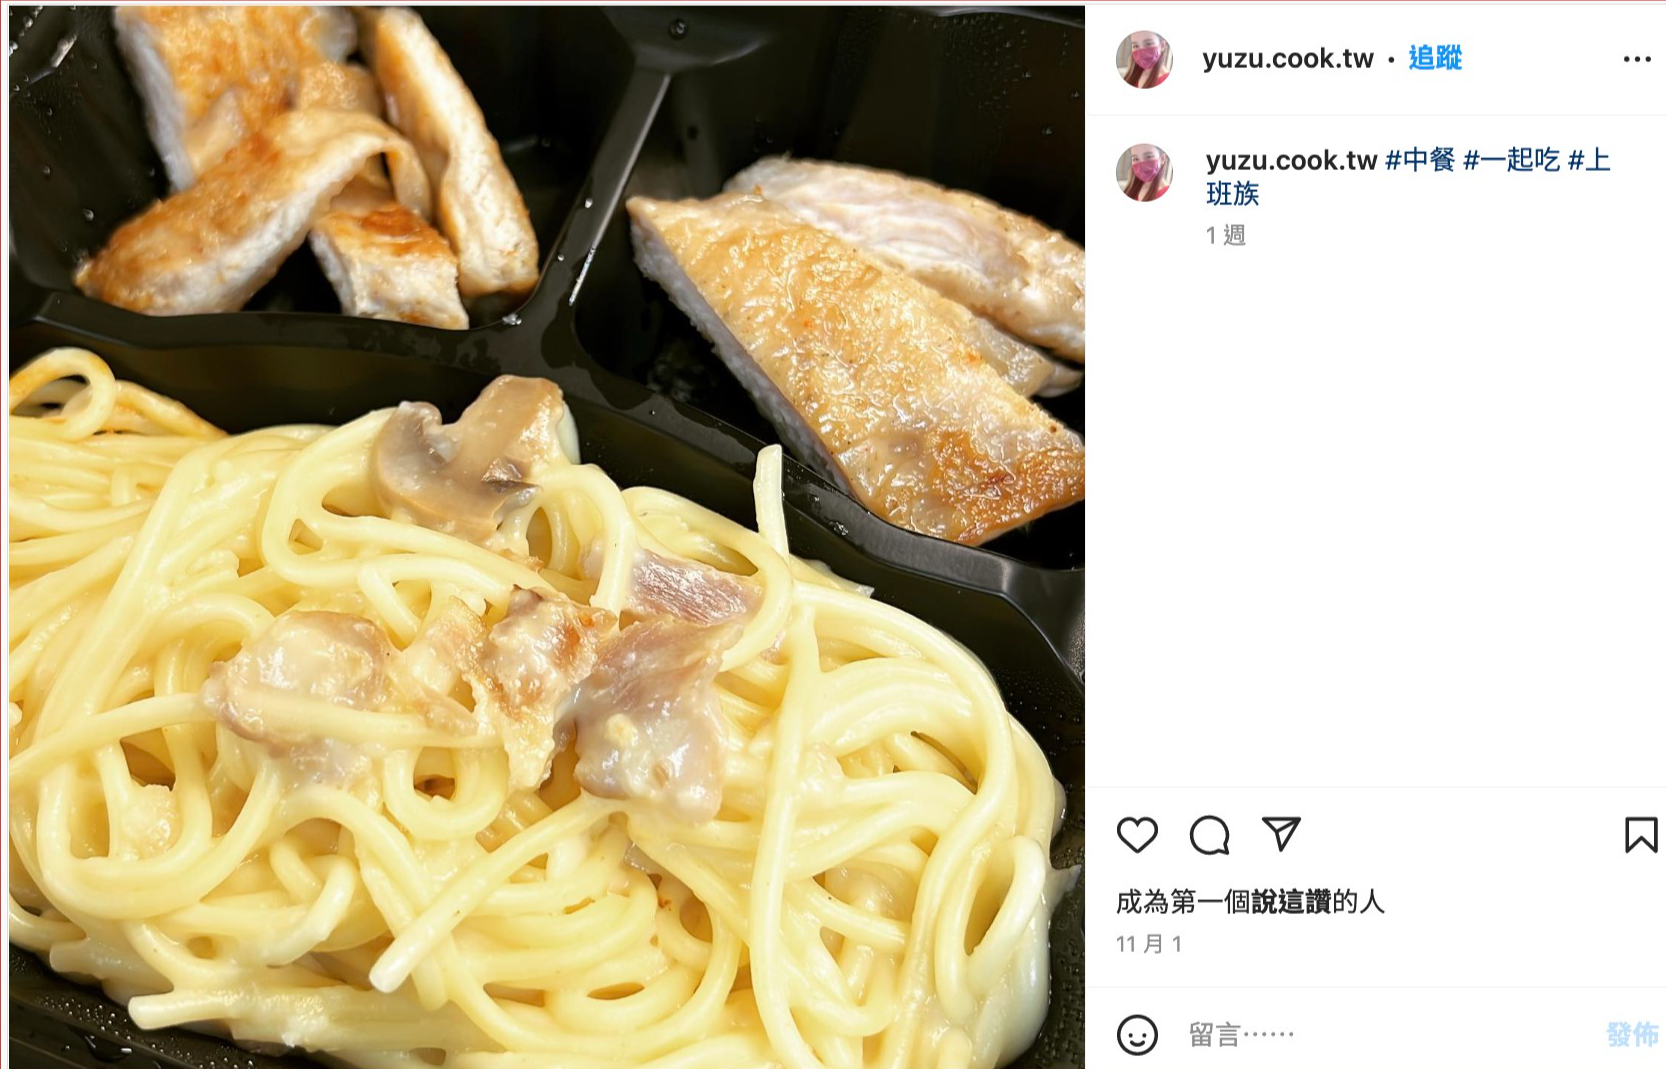 yuzu.cook.tw • 追蹤
yuzu.cook.tw #中餐 #一起吃 #上
班族
1 週
成為第一個說這讚的人
11 月 1
留言⋯⋯
發佈